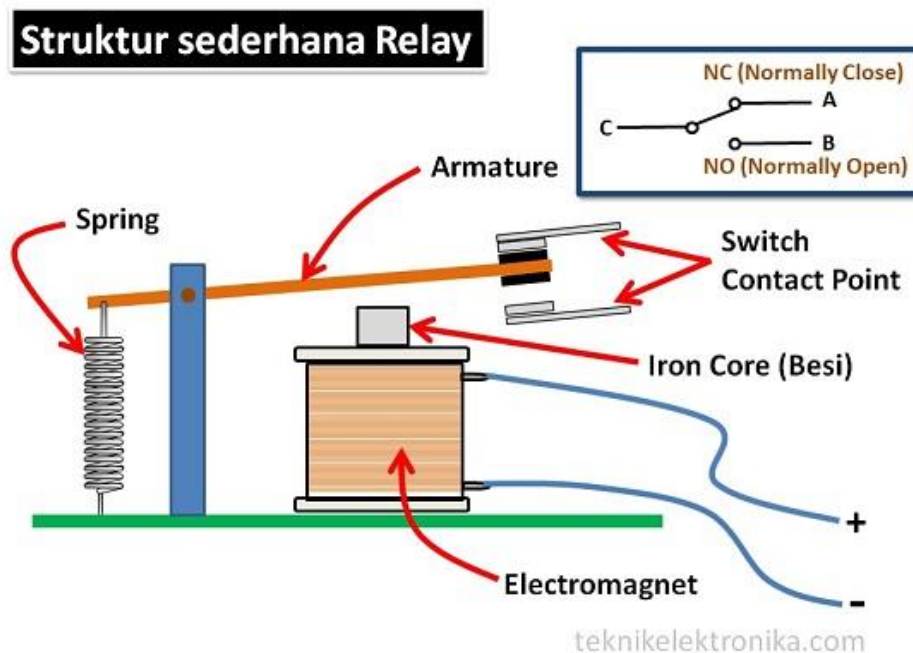 Struktur sederhana Relay
NC (Normally Close)
A
C
B
NO (Normally Open)
Armature
Spring
Switch
Contact Point
Iron Core (Besi)
+
Electromagnet
-
teknikelektronika.com